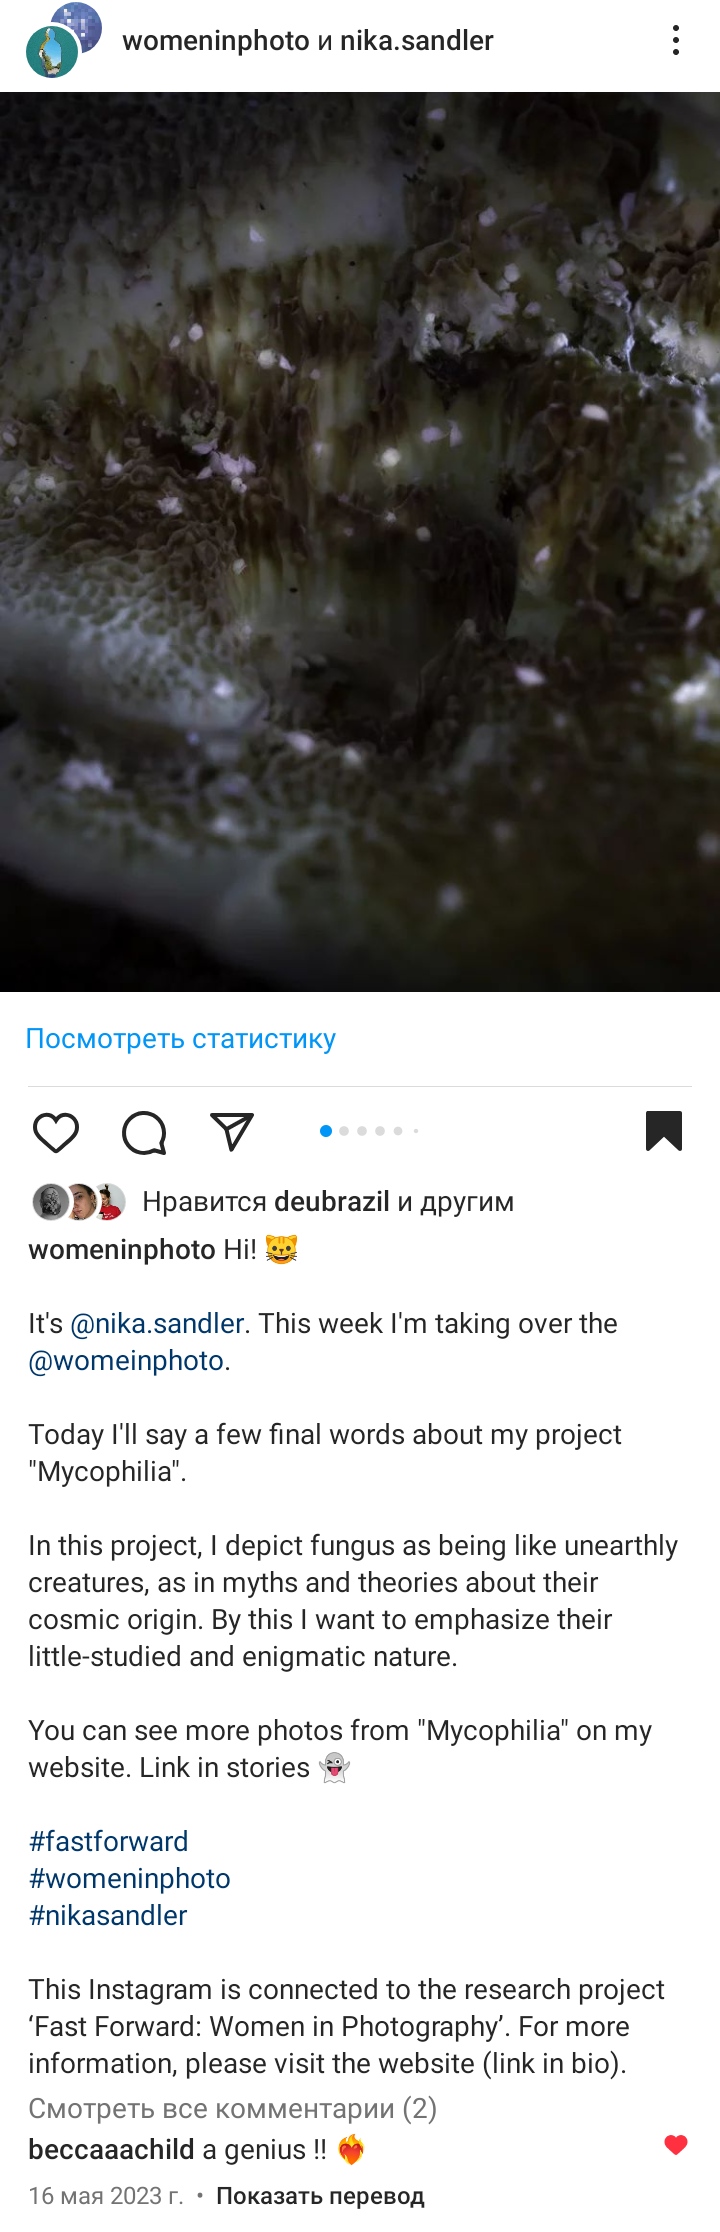 womeninphoto и nika.sandler
Посмотреть статистику
Нравится deubrazil и другим
womeninphoto Hi! 😺
It's @nika.sandler. This week I'm taking over the
@womeinphoto.
Today I'll say a few final words about my project
"Mycophilia".
In this project, I depict fungus as being like unearthly
creatures, as in myths and theories about their
cosmic origin. By this I want to emphasize their
little-studied and enigmatic nature.
You can see more photos from "Mycophilia" on my
website. Link in stories 👻
#fastforward
#womeninphoto
#nikasandler
This Instagram is connected to the research project
‘Fast Forward: Women in Photography’. For more
information, please visit the website (link in bio).
Смотреть все комментарии (2)
beccaaachild a genius !! ❤️‍🔥
16 мая 2023 г. • Показать перевод